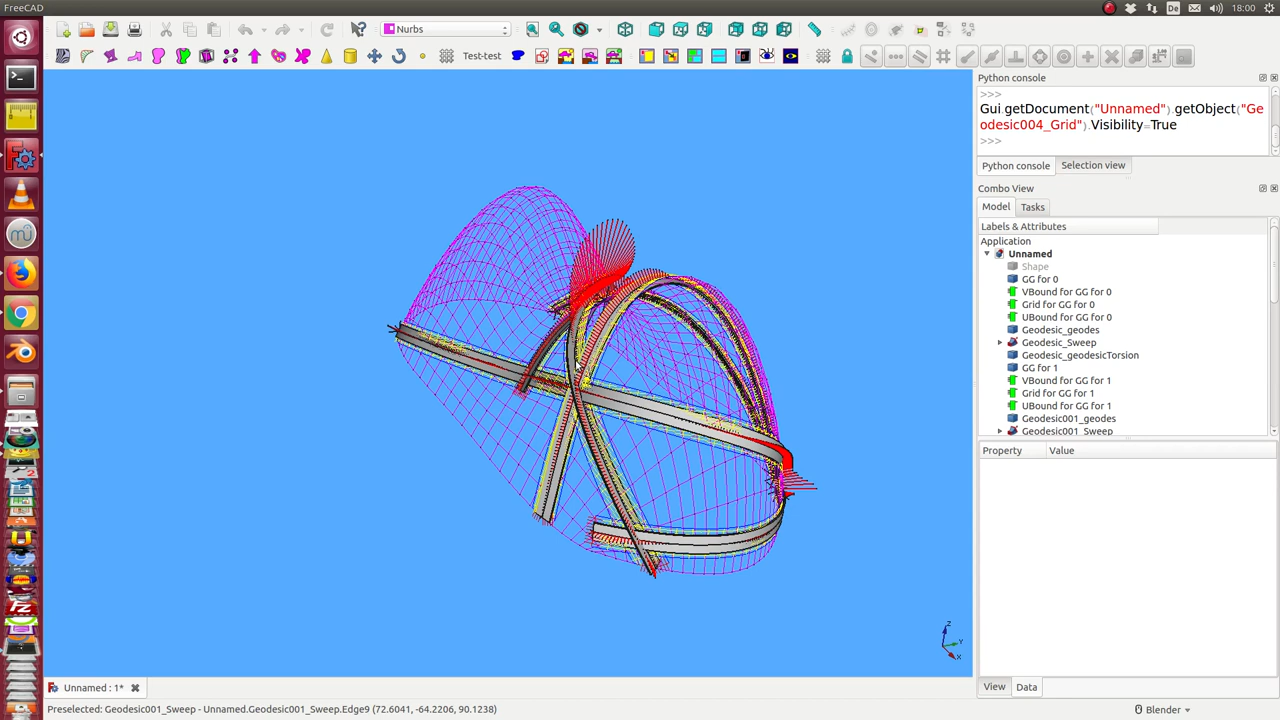 FreeCAD
De
18:00
Nurbs
Test-test
Python console
>>>
Gui.getDocument("Unnamed").getObject("Ge
odesic004_Grid").Visibility=True
>>>
Python console
Selection view
Combo View
Model
Tasks
Labels & Attributes
Application
Unnamed
Shape
GG for 0
VBound for GG for 0
Grid for GG for 0
UBound for GG for 0
Geodesic_geodes
Geodesic_Sweep
Geodesic_geodesicTorsion
GG for 1
VBound for GG for 1
Grid for GG for 1
UBound for GG for 1
Geodesic001_geodes
Geodesic001_Sweep
Property
Value
Z
Y
X
View
Data
Unnamed : 1*
Preselected: Geodesic001_Sweep - Unnamed.Geodesic001_Sweep.Edge9 (72.6041, -64.2206, 90.1238)
Blender